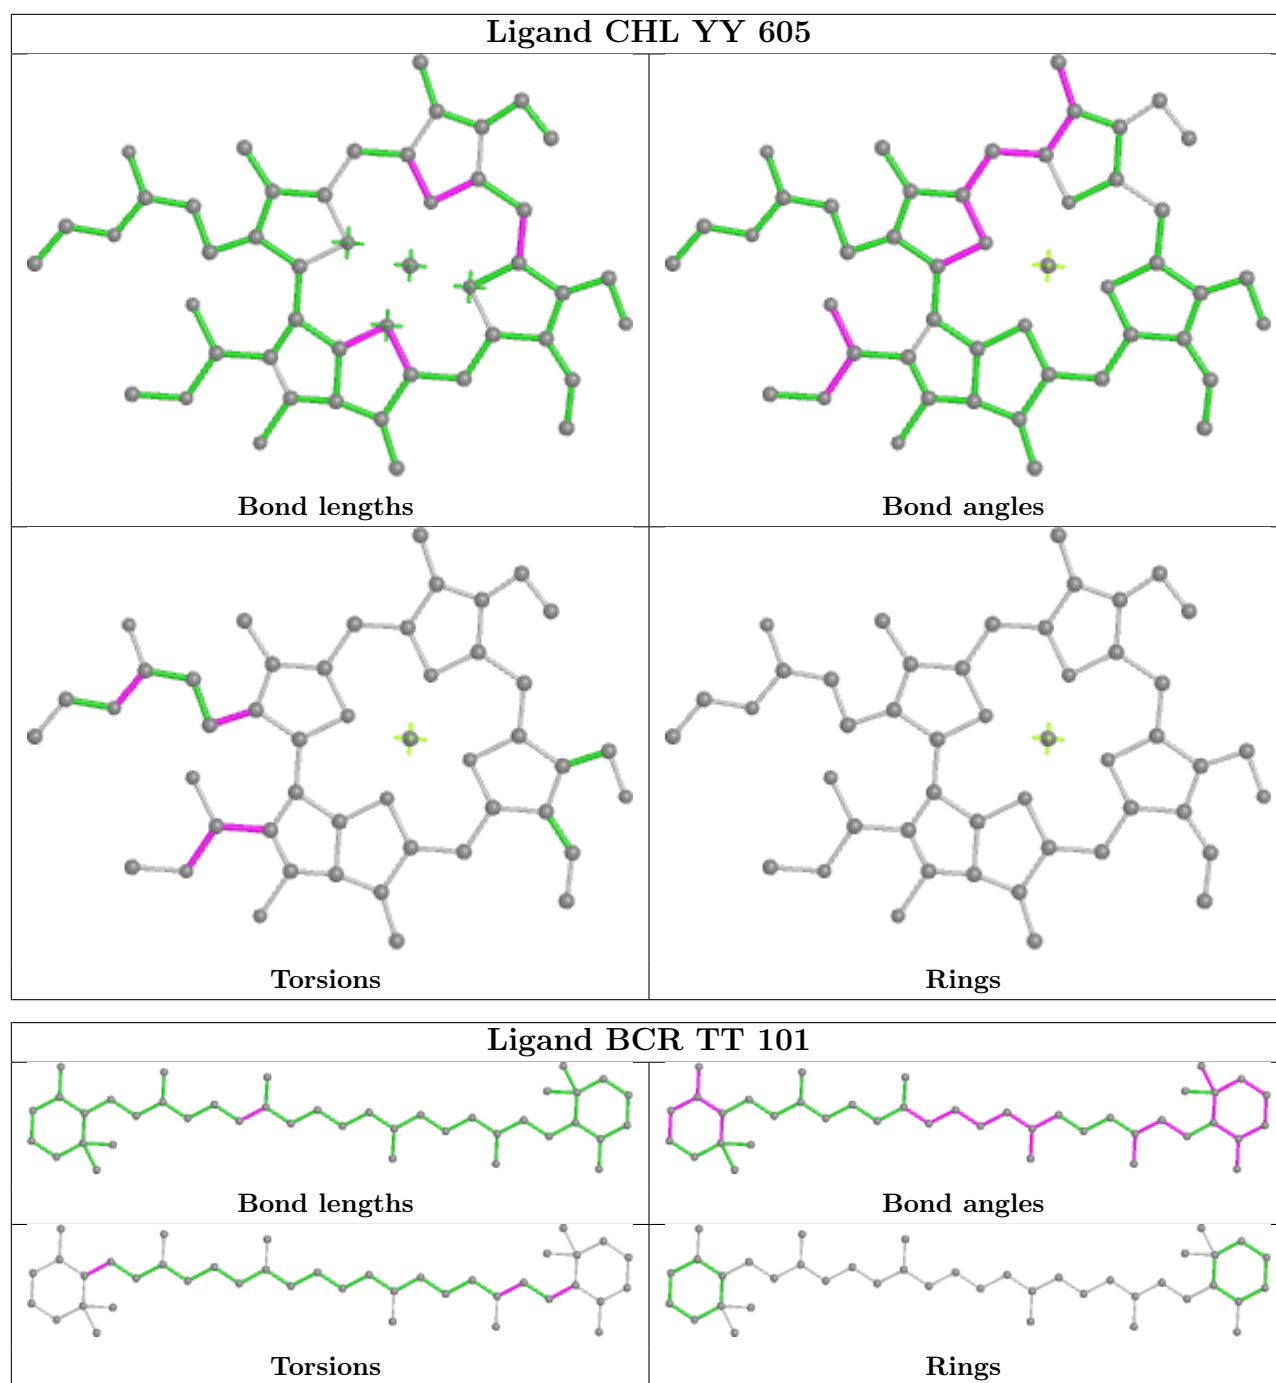 Ligand CHL YY 605
Bond lengths
Bond angles
Torsions
Rings
Ligand BCR TT 101
Bond lengths
Bond angles
Torsions
Rings